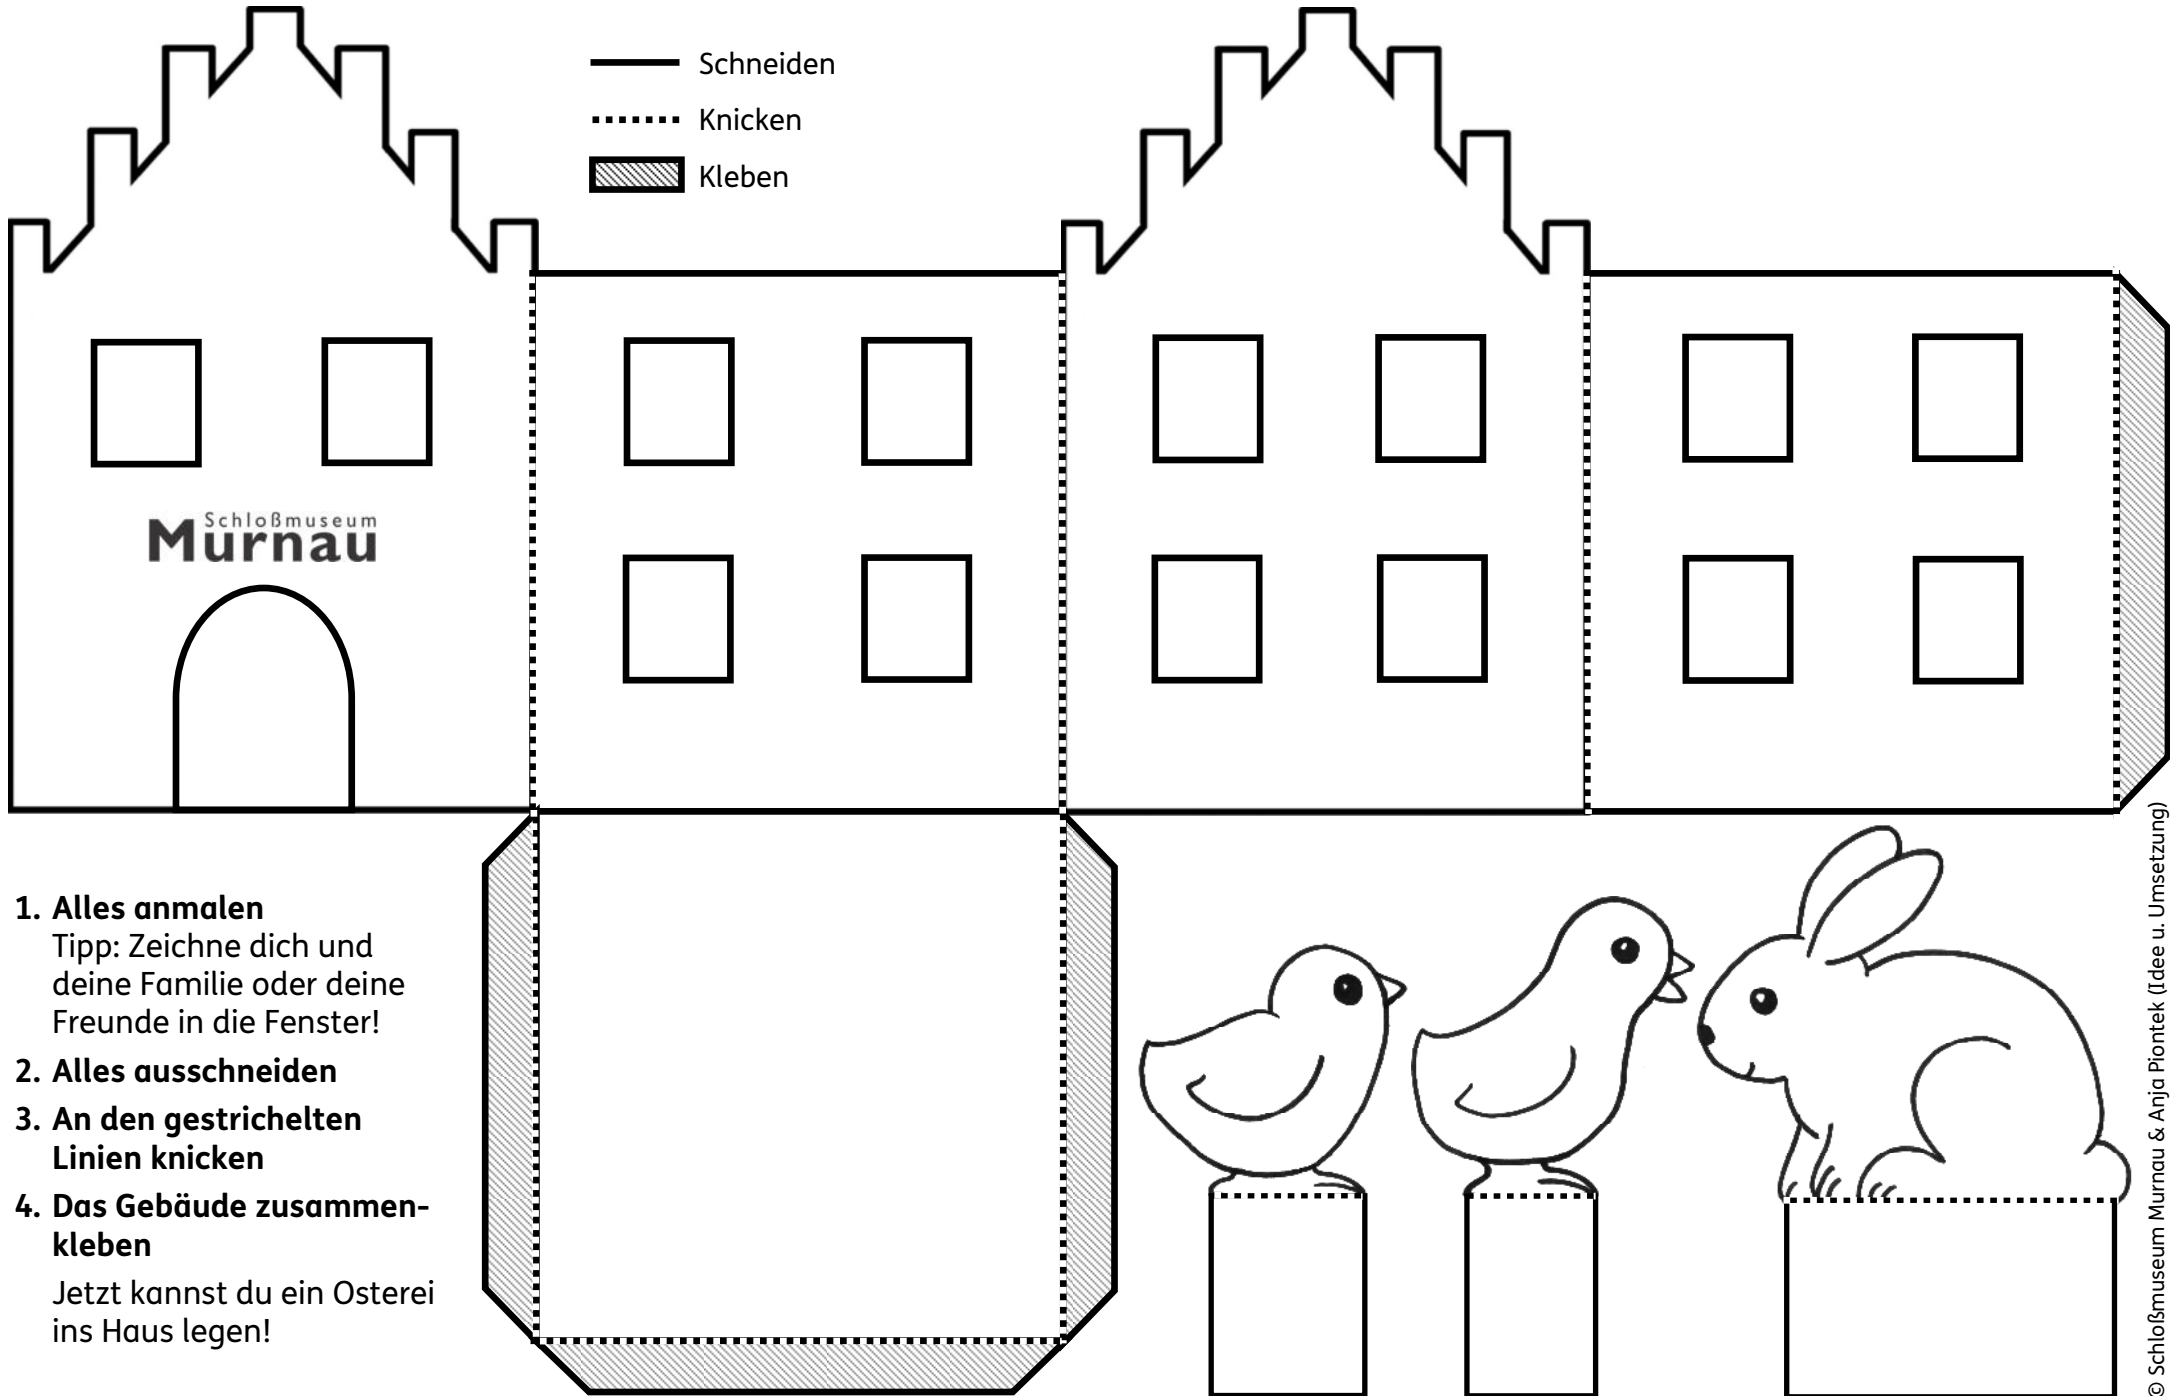 Schneiden
Knicken
Kleben
Schloßmuseum
Murnau
1. Alles anmalen
Tipp: Zeichne dich und
deine Familie oder deine
Freunde in die Fenster!
2. Alles ausschneiden
3. An den gestrichelten
Linien knicken
4. Das Gebäude zusammen-
kleben
Jetzt kannst du ein Osterei
ins Haus legen!
© Schloßmuseum Murnau & Anja Piontek (Idee u. Umsetzung)